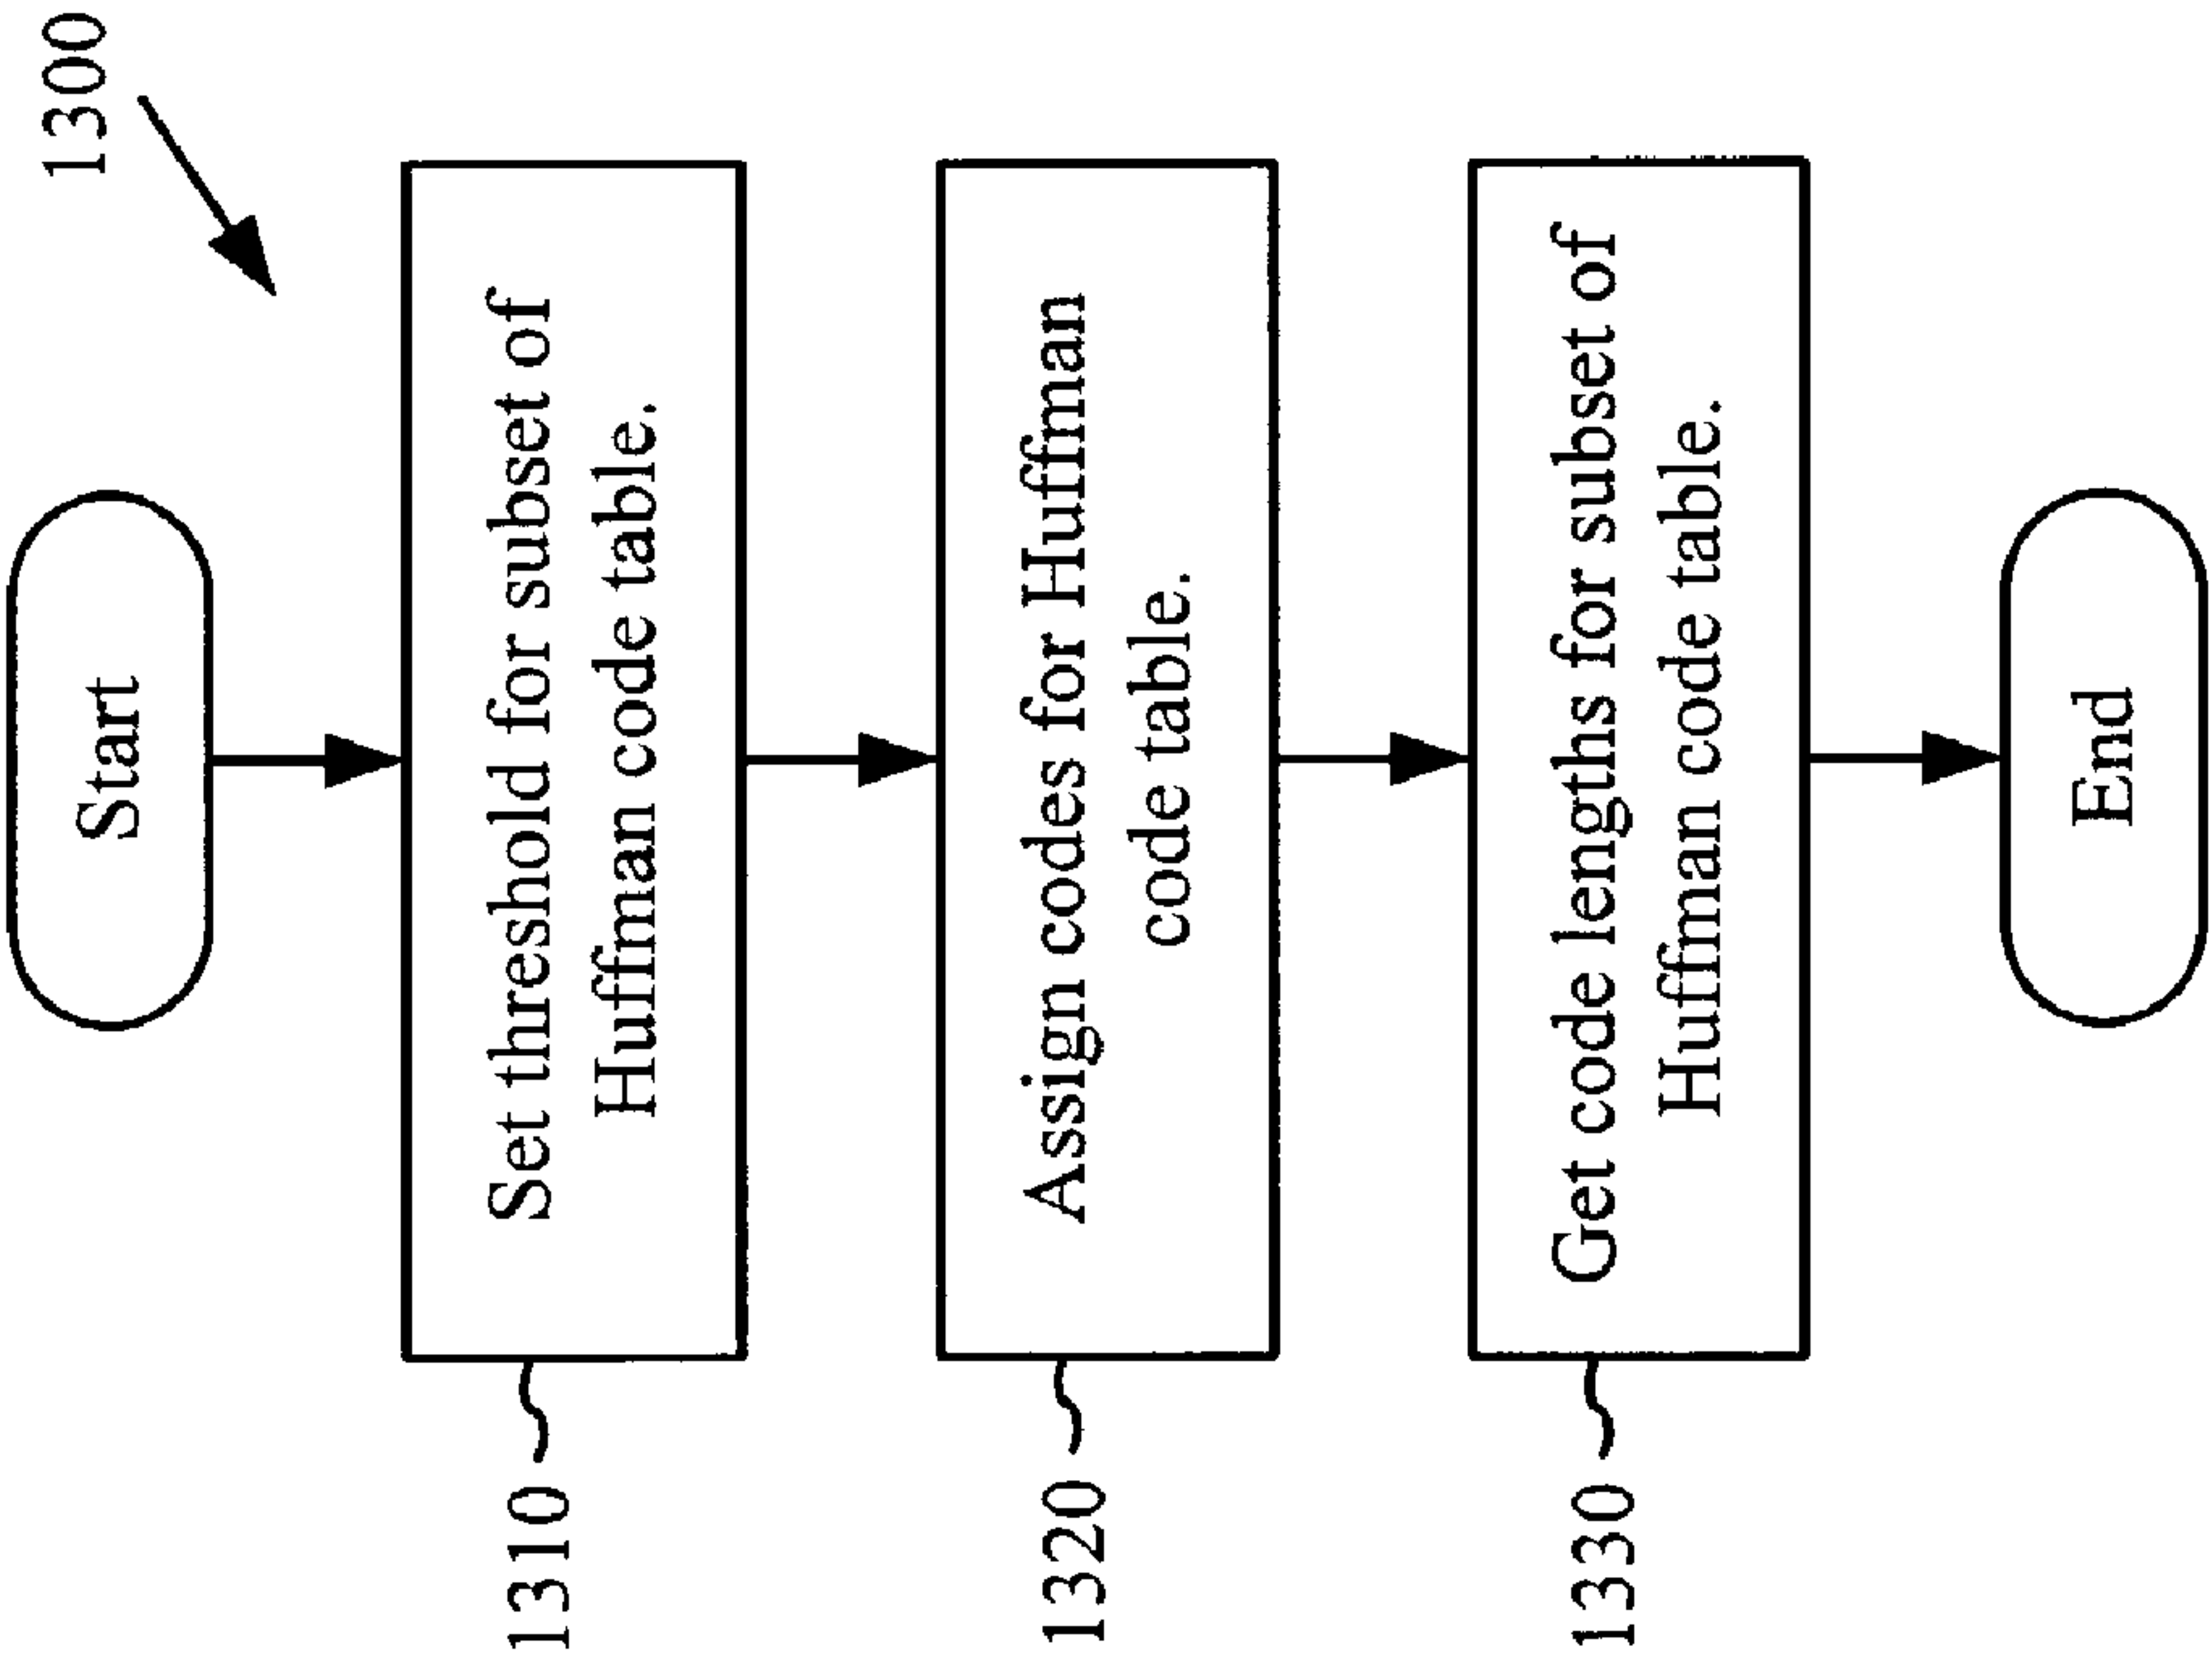 1300
Start
1310
Set threshold for subset of
Huffman code table.
1320
Assign codes for Huffman
code table.
1330
Get code lengths for subset of
Huffman code table.
End